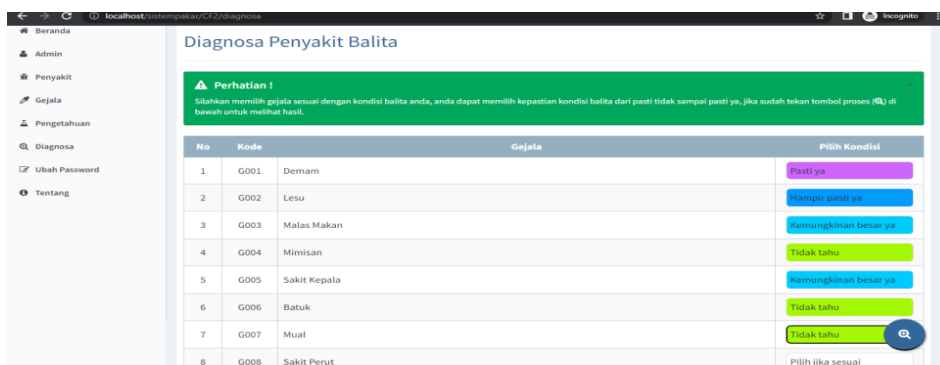 localhost/sistempakar/CF2/diagnosa
Incognito
Beranda
Admin
Penyakit
Gejala
Pengetahuan
Diagnosa
Ubah Password
Tentang
Diagnosa Penyakit Balita
Perhatian !
Silahkan memilih gejala sesuai dengan kondisi balita anda, anda dapat memilih kepastian kondisi balita dari pasti tidak sampai pasti ya, jika sudah tekan tombol proses () di
bawah untuk melihat hasil.
No Kode Gejala Pilih Kondisi
1 G001 Demam Pasti ya
2 G002 Lesu Hampir pasti ya
3 G003 Malas Makan Kemungkinan besar ya
4 G004 Mimisan Tidak tahu
5 G005 Sakit Kepala Kemungkinan besar ya
6 G006 Batuk Tidak tahu
7 G007 Mual Tidak tahu
8 G008 Sakit Perut Pilih jika sesuai